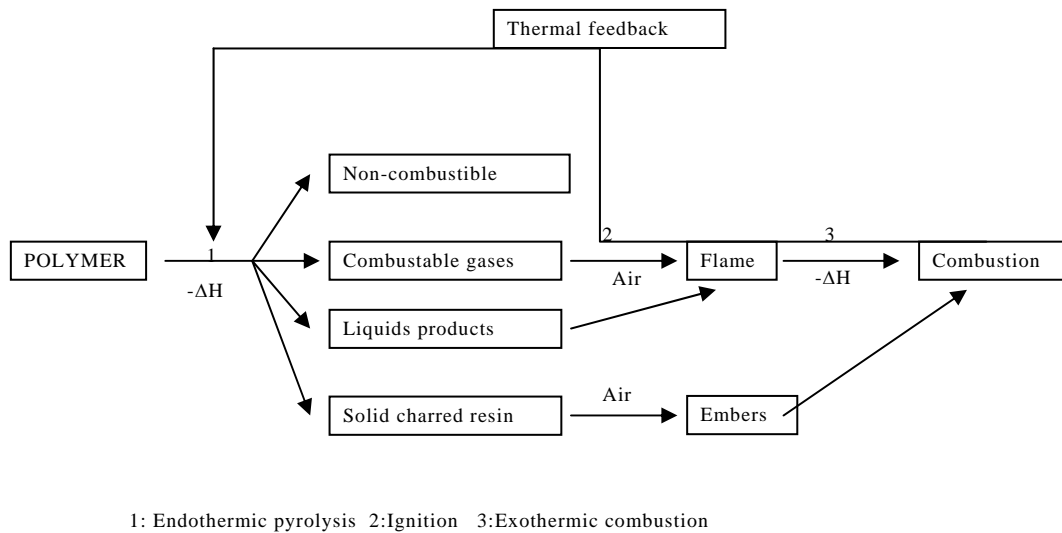 Thermal feedback
Non-combustible
2
3
POLYMER
1
Combustable gases
Flame
Combustion
-ΔH
Air
-ΔH
Liquids products
Air
Solid charred resin
Embers
1: Endothermic pyrolysis 2:Ignition 3:Exothermic combustion